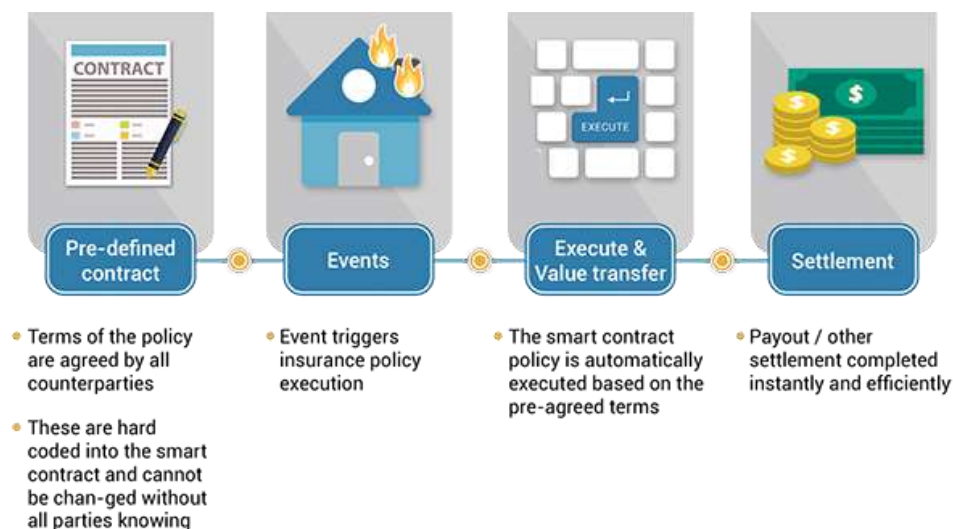 CONTRACT
EXECUTE
$
$
$
$
Pre-defined
contract
Events
Execute &
Value transfer
Settlement
Terms of the policy
are agreed by all
counterparties
These are hard
coded into the smart
contract and cannot
be chan-ged without
all parties knowing
Event triggers
insurance policy
execution
The smart contract
policy is automatically
executed based on the
pre-agreed terms
Payout / other
settlement completed
instantly and efficiently